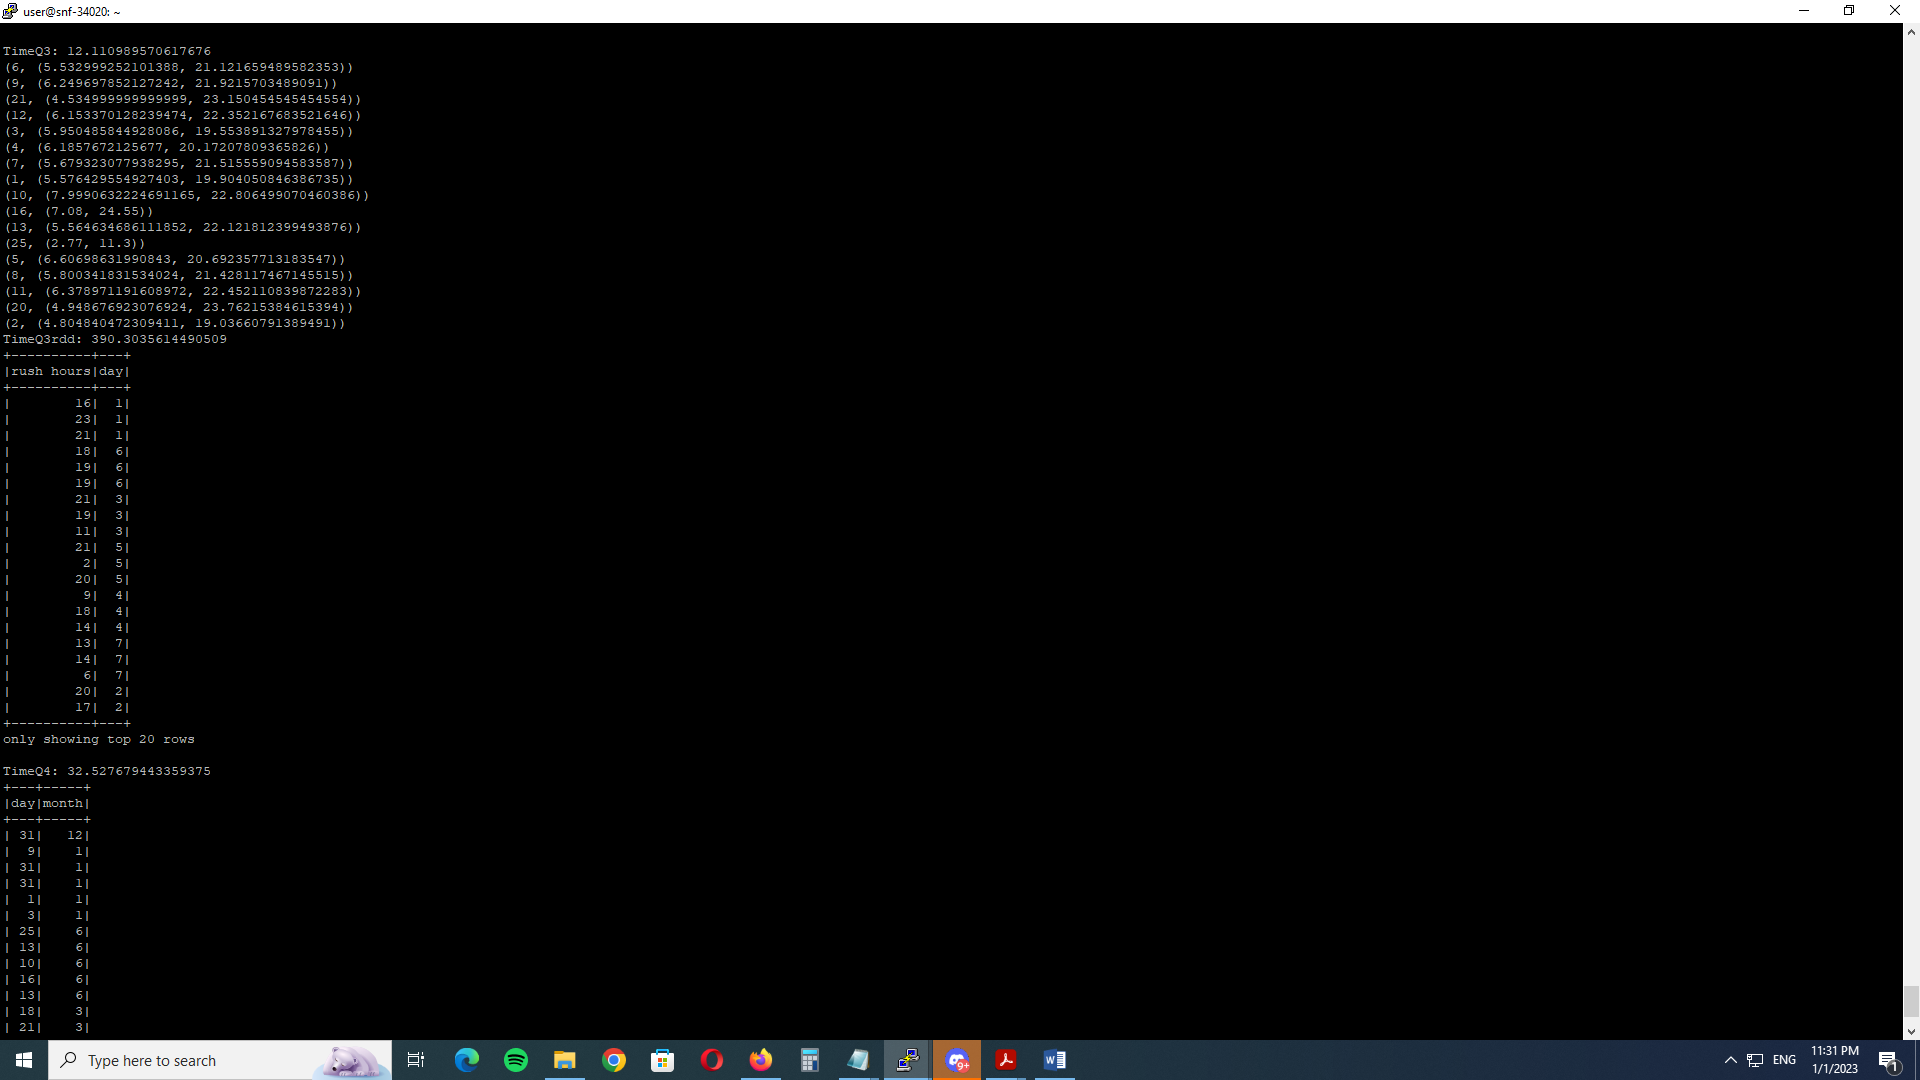 user@snf-34020: ~
TimeQ3: 12.110989570617676
(6, (5.532999252101388, 21.121659489582353))
(9, (6.249697852127242, 21.9215703489091))
(21, (4.534999999999999, 23.150454545454554))
(12, (6.153370128239474, 22.352167683521646))
(3, (5.950485844928086, 19.553891327978455))
(4, (6.1857672125677, 20.17207809365826))
(7, (5.679323077938295, 21.515559094583587))
(1, (5.576429554927403, 19.904050846386735))
(10, (7.9990632224691165, 22.806499070460386))
(16, (7.08, 24.55))
(13, (5.564634686111852, 22.121812399493876))
(25, (2.77, 11.3))
(5, (6.60698631990843, 20.692357713183547))
(8, (5.800341831534024, 21.428117467145515))
(11, (6.378971191608972, 22.452110839872283))
(20, (4.948676923076924, 23.76215384615394))
(2, (4.804840472309411, 19.03660791389491))
TimeQ3rdd: 390.3035614490509
+----------+---+
|rush hours|day|
+----------+---+
|        16|  1|
|        23|  1|
|        21|  1|
|        18|  6|
|        19|  6|
|        19|  6|
|        21|  3|
|        19|  3|
|        11|  3|
|        21|  5|
|         2|  5|
|        20|  5|
|         9|  4|
|        18|  4|
|        14|  4|
|        13|  7|
|        14|  7|
|         6|  7|
|        20|  2|
|        17|  2|
+----------+---+
only showing top 20 rows
TimeQ4: 32.527679443359375
+---+-----+
|day|month|
+---+-----+
| 31|   12|
|  9|    1|
| 31|    1|
| 31|    1|
|  1|    1|
|  3|    1|
| 25|    6|
| 13|    6|
| 10|    6|
| 16|    6|
| 13|    6|
| 18|    3|
| 21|    3|
Type here to search
9+
ENG
11:31 PM
1/1/2023
1